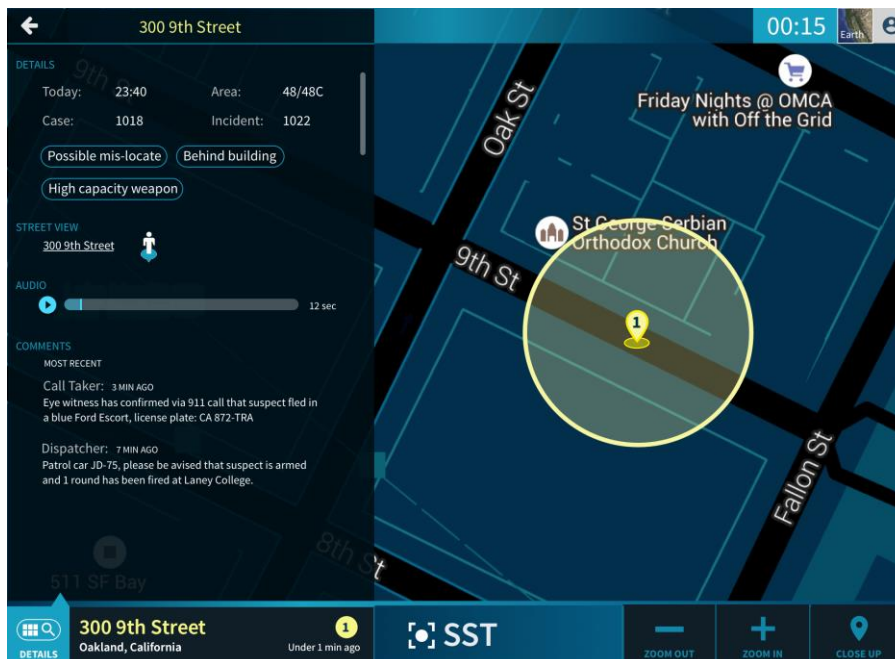 300 9th Street
00:15
Earth
DETAILS
9th St
Today: 23:40 Area: 48/48C
Case: 1018 Incident: 1022
Possible mis-locate
Behind building
High capacity weapon
STREET VIEW
300 9th Street
AUDIO
12 sec
COMMENTS
MOST RECENT
Call Taker: 3 MIN AGO
Eye witness has confirmed via 911 call that suspect fled in
a blue Ford Escort, license plate: CA 872-TRA
Dispatcher: 7 MIN AGO
Patrol car JD-75, please be avised that suspect is armed
and 1 round has been fired at Laney College.
511 SF Bay
8th St
Oak St
Friday Nights @ OMCA
with Off the Grid
St George Serbian
Orthodox Church
9th St
1
Fallon St
DETAILS
300 9th Street
Oakland, California
1
Under 1 min ago
SST
ZOOM OUT
ZOOM IN
CLOSE UP